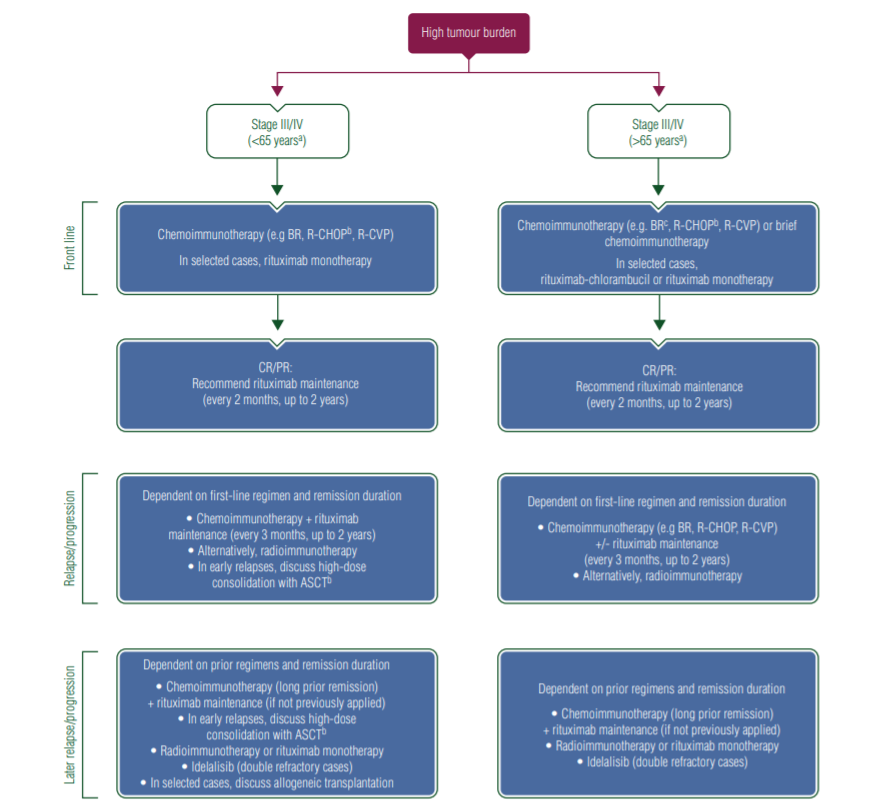 High tumour burden
Stage III/IV
(<65 yearsᵃ)
Stage III/IV
(>65 yearsᵃ)
Front line
Chemoimmunotherapy (e.g BR, R-CHOPᵇ, R-CVP)
In selected cases, rituximab monotherapy
Chemoimmunotherapy (e.g. BRᶜ, R-CHOPᵇ, R-CVP) or brief
chemoimmunotherapy
In selected cases,
rituximab-chlorambucil or rituximab monotherapy
CR/PR:
Recommend rituximab maintenance
(every 2 months, up to 2 years)
CR/PR:
Recommend rituximab maintenance
(every 2 months, up to 2 years)
Relapse/progression
Dependent on first-line regimen and remission duration
• Chemoimmunotherapy + rituximab
maintenance (every 3 months, up to 2 years)
• Alternatively, radioimmunotherapy
• In early relapses, discuss high-dose
consolidation with ASCTᵇ
Dependent on first-line regimen and remission duration
• Chemoimmunotherapy (e.g BR, R-CHOP, R-CVP)
+/- rituximab maintenance
(every 3 months, up to 2 years)
• Alternatively, radioimmunotherapy
Later relapse/progression
Dependent on prior regimens and remission duration
• Chemoimmunotherapy (long prior remission)
+ rituximab maintenance (if not previously applied)
• In early relapses, discuss high-dose
consolidation with ASCTᵇ
• Radioimmunotherapy or rituximab monotherapy
• Idelalisib (double refractory cases)
• In selected cases, discuss allogeneic transplantation
Dependent on prior regimens and remission duration
• Chemoimmunotherapy (long prior remission)
+ rituximab maintenance (if not previously applied)
• Radioimmunotherapy or rituximab monotherapy
• Idelalisib (double refractory cases)